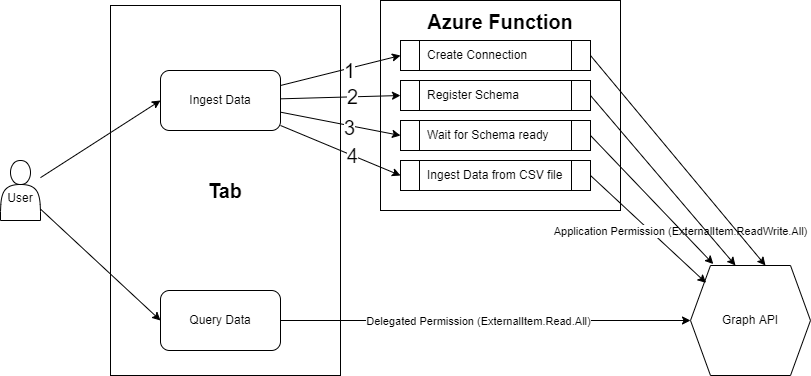 Azure Function
Create Connection
1
Ingest Data
2
Register Schema
3
Wait for Schema ready
4
Ingest Data from CSV file
User
Tab
Application Permission (ExternalItem.ReadWrite.All)
Query Data
Delegated Permission (ExternalItem.Read.All)
Graph API